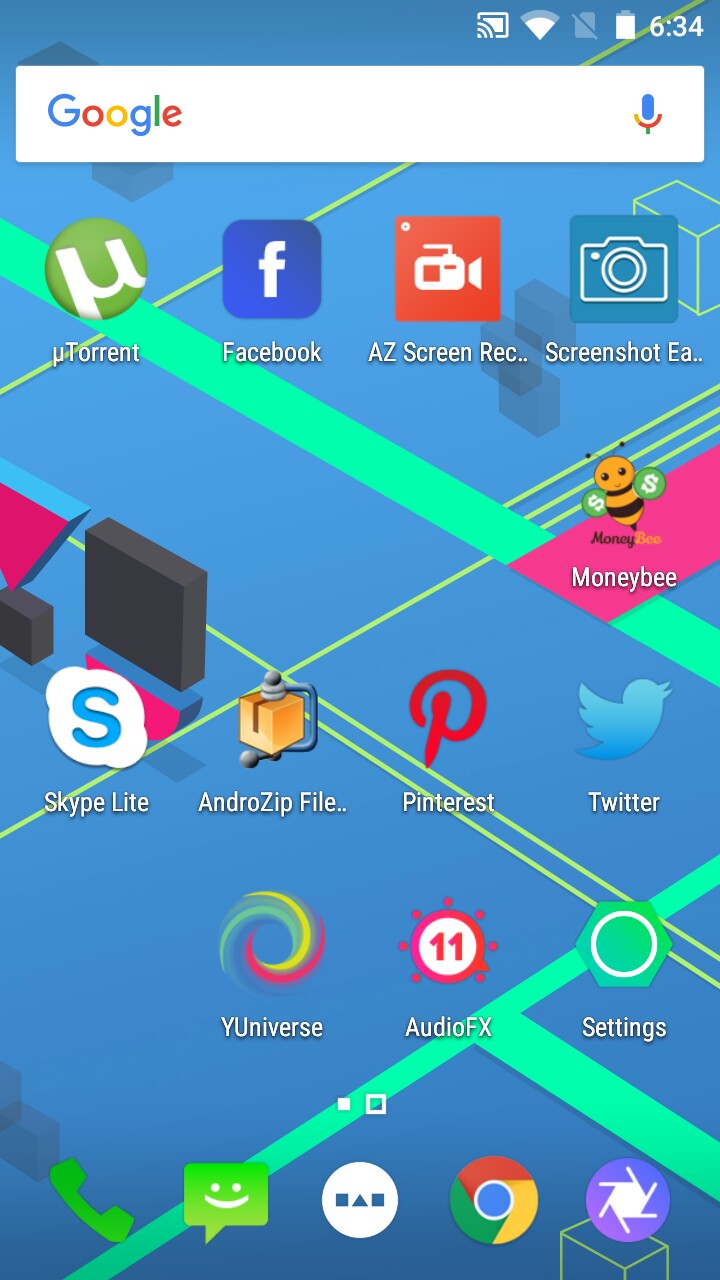 6:34
Google
µTorrent
Facebook
AZ Screen Rec..
Screenshot Ea..
MoneyBee
Moneybee
Skype Lite
AndroZip File..
Pinterest
Twitter
11
YUniverse
AudioFX
Settings